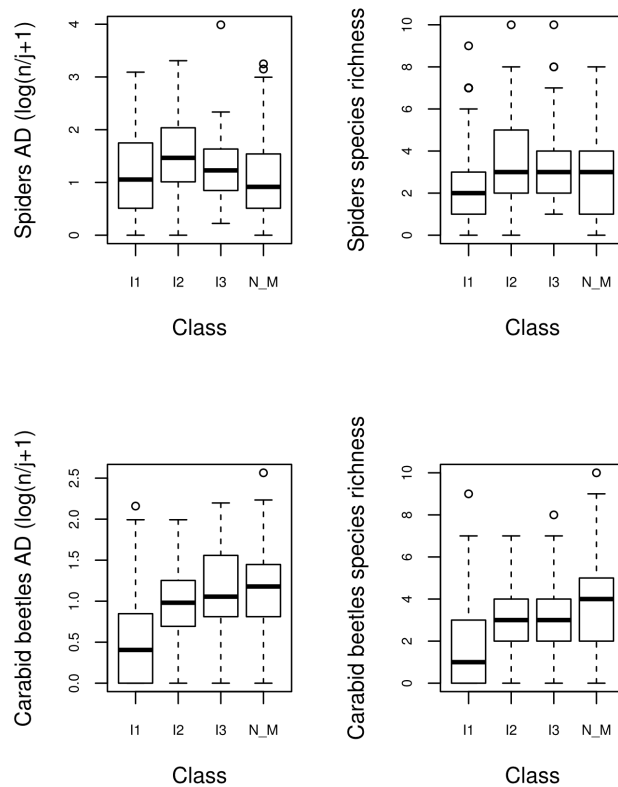 Spiders AD (log(n/j+1)
4
3
2
1
0
I1 I2 I3 N_M
Class
Spiders species richness
10
8
6
4
2
0
I1 I2 I3 N_M
Class
Carabid beetles AD (log(n/j+1)
2.5
2.0
1.5
1.0
0.5
0.0
I1 I2 I3 N_M
Class
Carabid beetles species richness
10
8
6
4
2
0
I1 I2 I3 N_M
Class